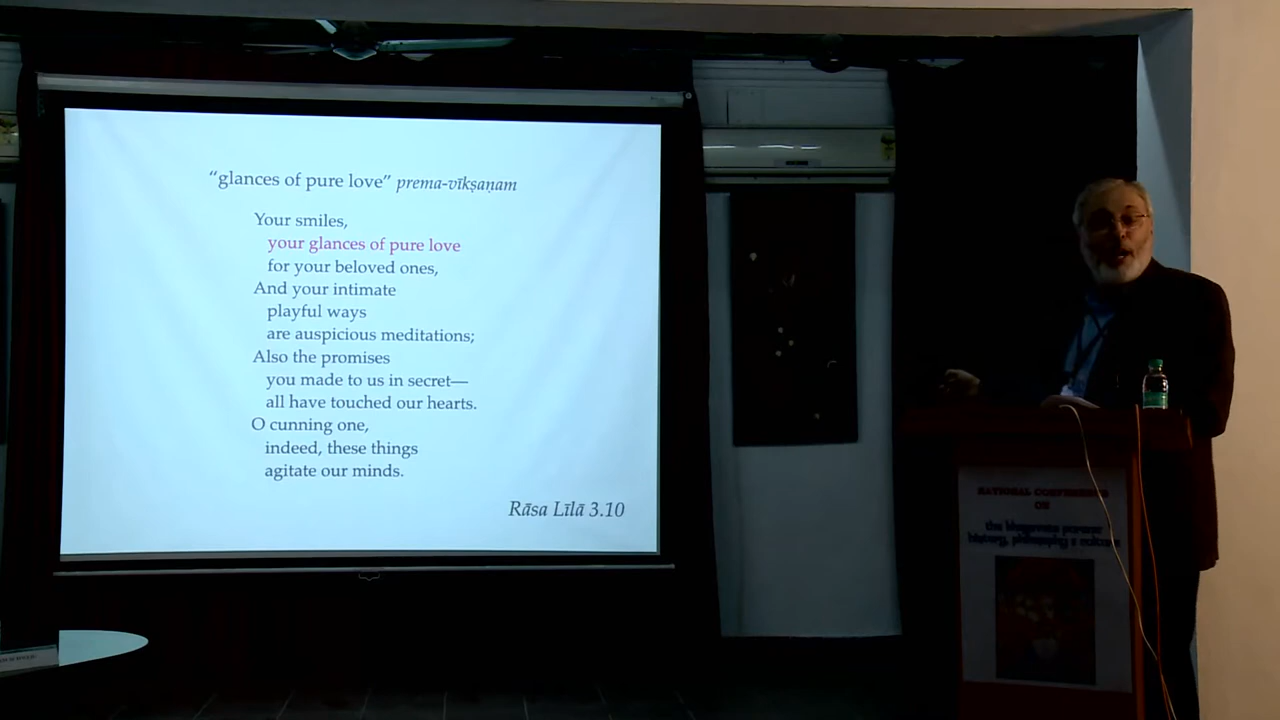 “glances of pure love” prema-vīkṣaṇam
Your smiles,
your glances of pure love
for your beloved ones,
And your intimate
playful ways
are auspicious meditations;
Also the promises
you made to us in secret—
all have touched our hearts.
O cunning one,
indeed, these things
agitate our minds.
Rāsa Līlā 3.10
NATIONAL CONFERENCE
ON
the bhagavata purana
history, philosophy & culture